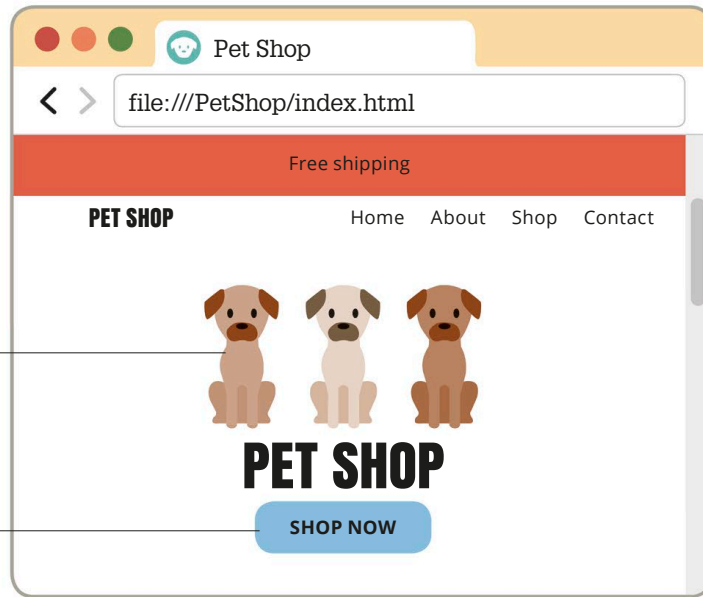 Pet Shop
file:///PetShop/index.html
Free shipping
PET SHOP
Home About Shop Contact
PET SHOP
SHOP NOW